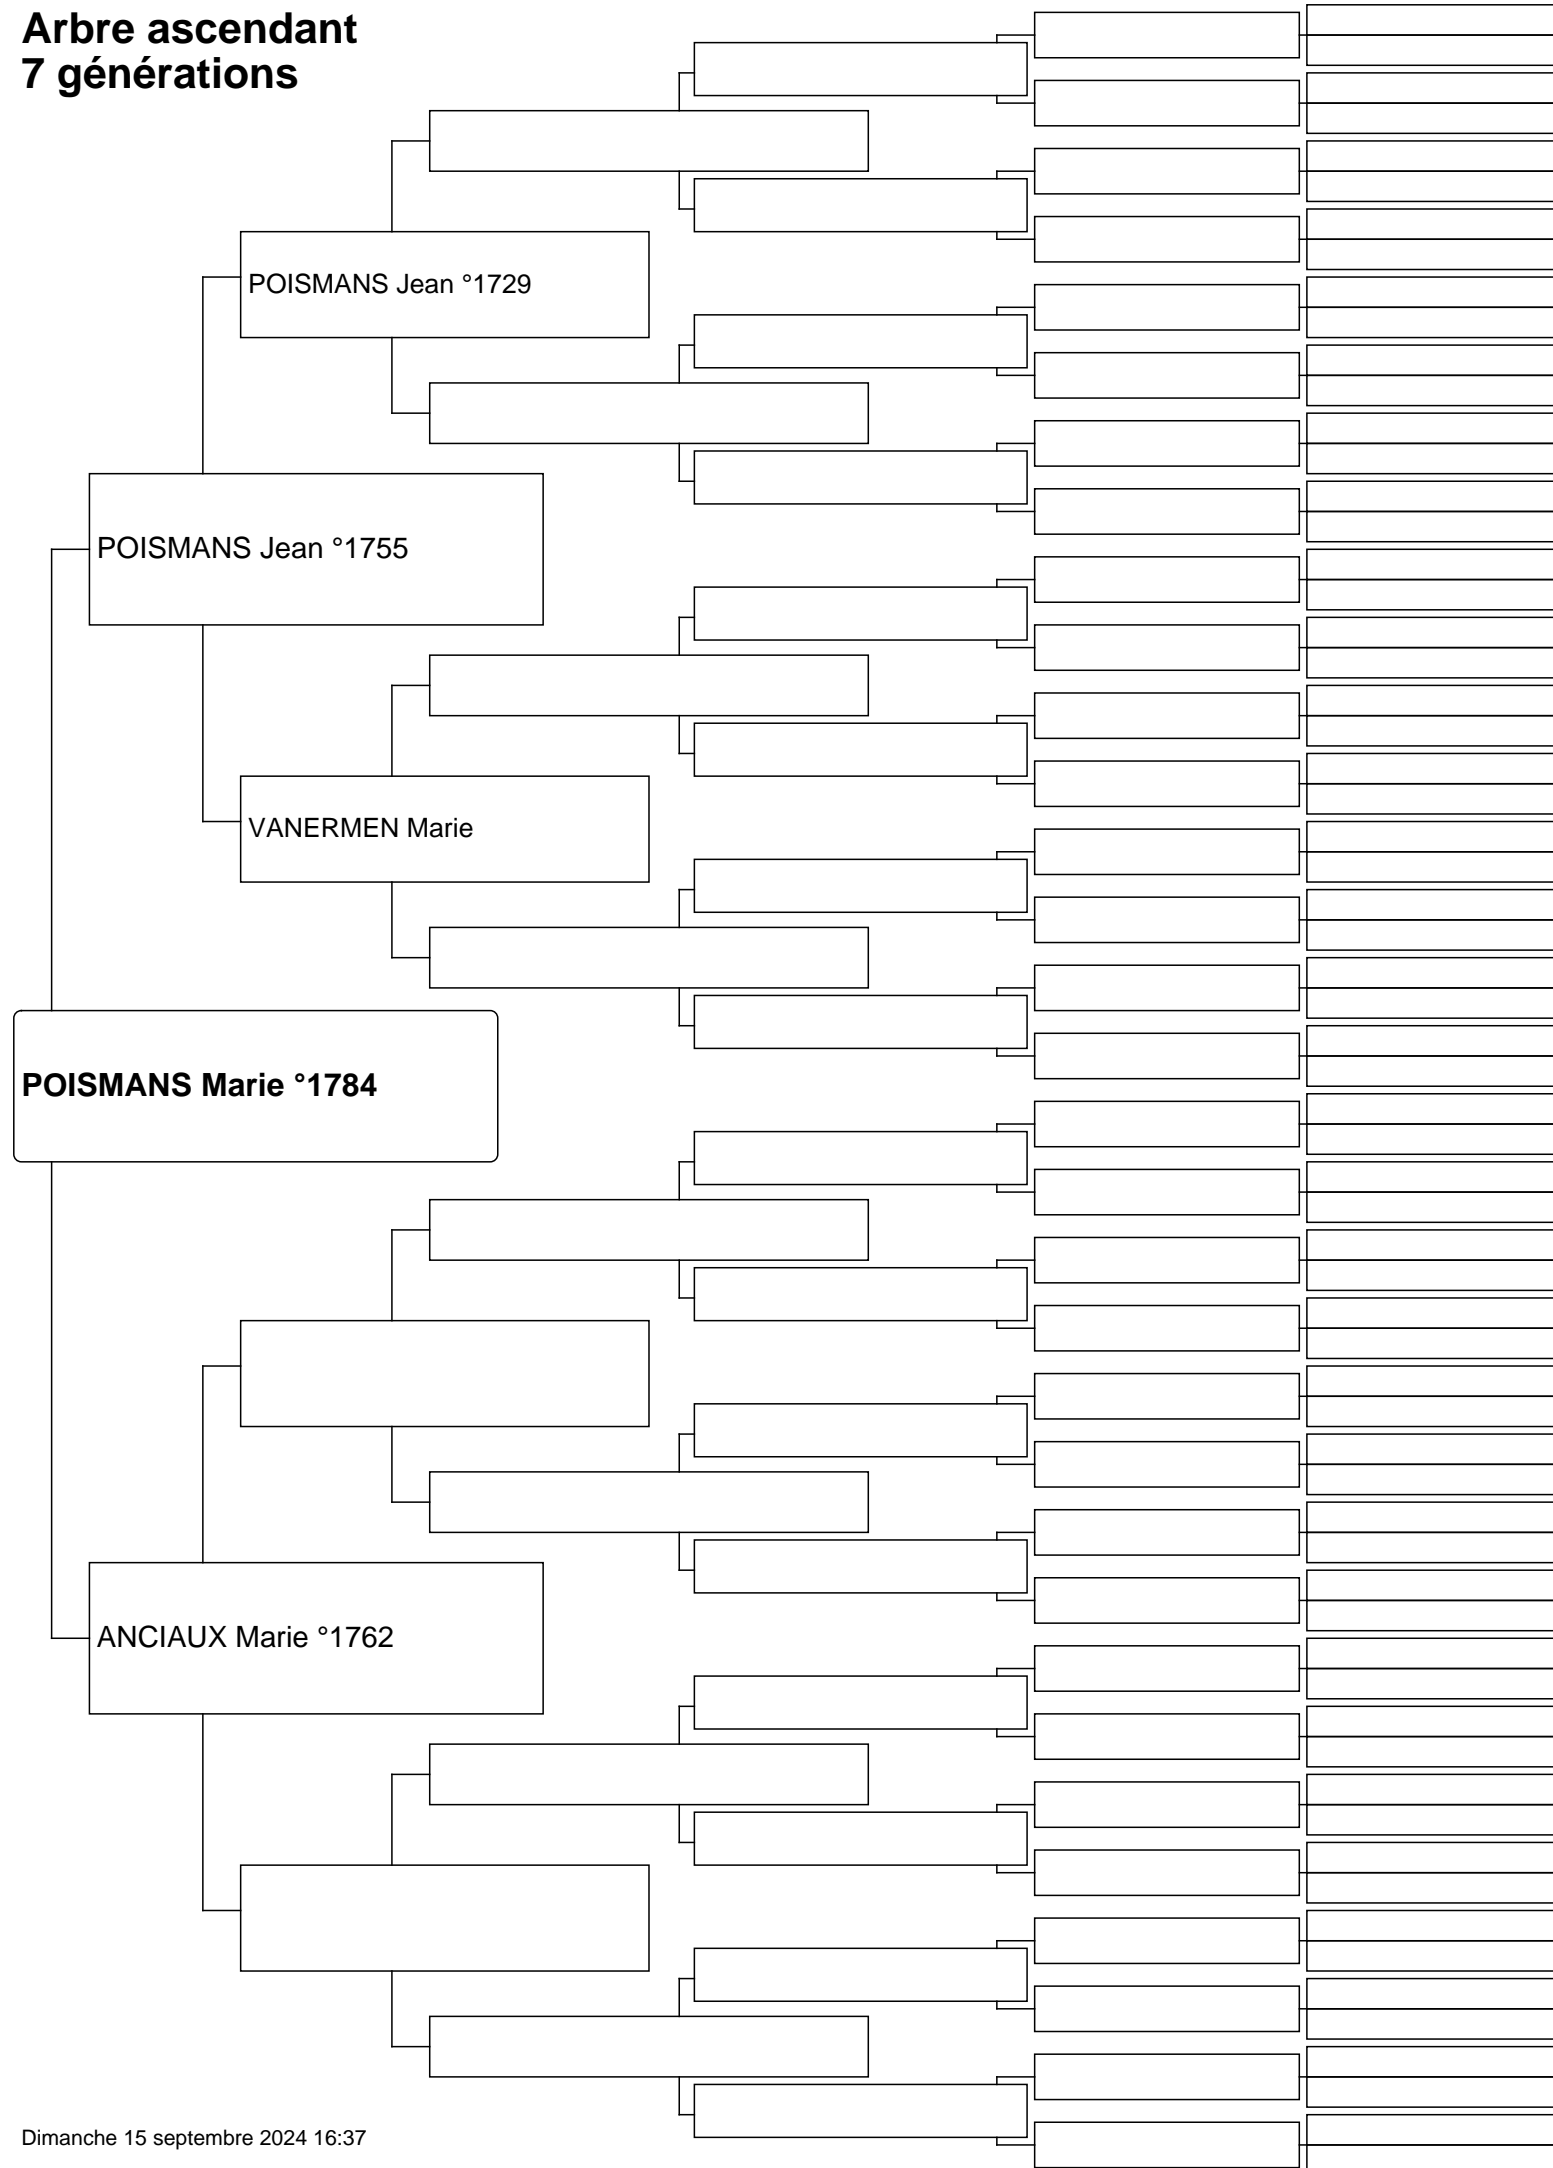 Arbre ascendant
7 générations
POISMANS Jean °1729
POISMANS Jean °1755
VANERMEN Marie
POISMANS Marie °1784
ANCIAUX Marie °1762
Dimanche 15 septembre 2024 16:37